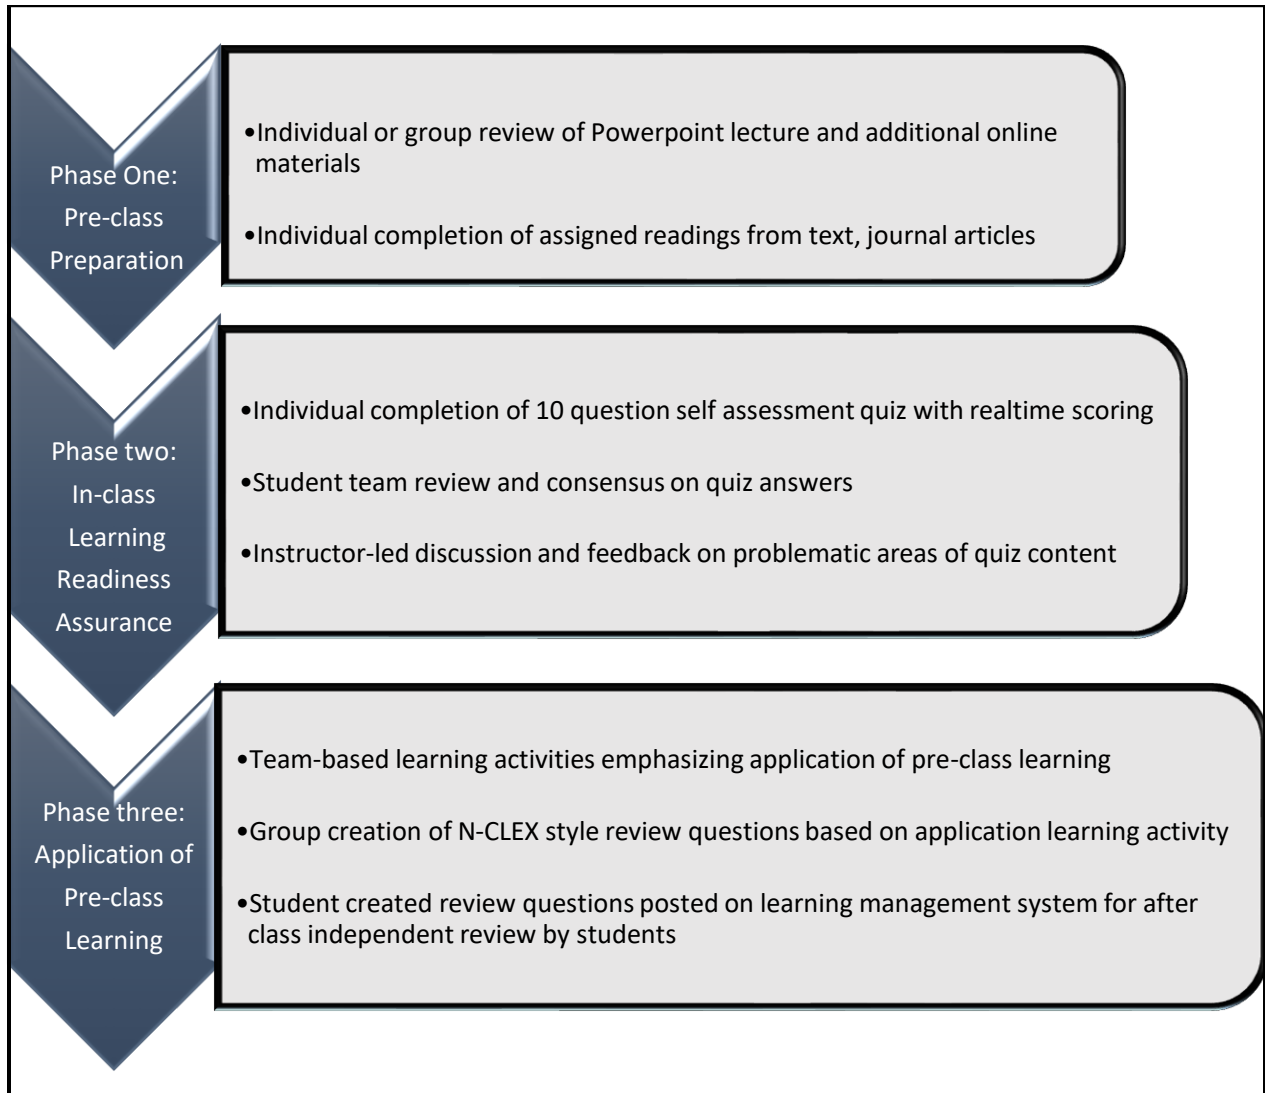 Phase One:
Pre-class
Preparation
•Individual or group review of Powerpoint lecture and additional online
materials
•Individual completion of assigned readings from text, journal articles
Phase two:
In-class
Learning
Readiness
Assurance
•Individual completion of 10 question self assessment quiz with realtime scoring
•Student team review and consensus on quiz answers
•Instructor-led discussion and feedback on problematic areas of quiz content
Phase three:
Application of
Pre-class
Learning
•Team-based learning activities emphasizing application of pre-class learning
•Group creation of N-CLEX style review questions based on application learning activity
•Student created review questions posted on learning management system for after
class independent review by students